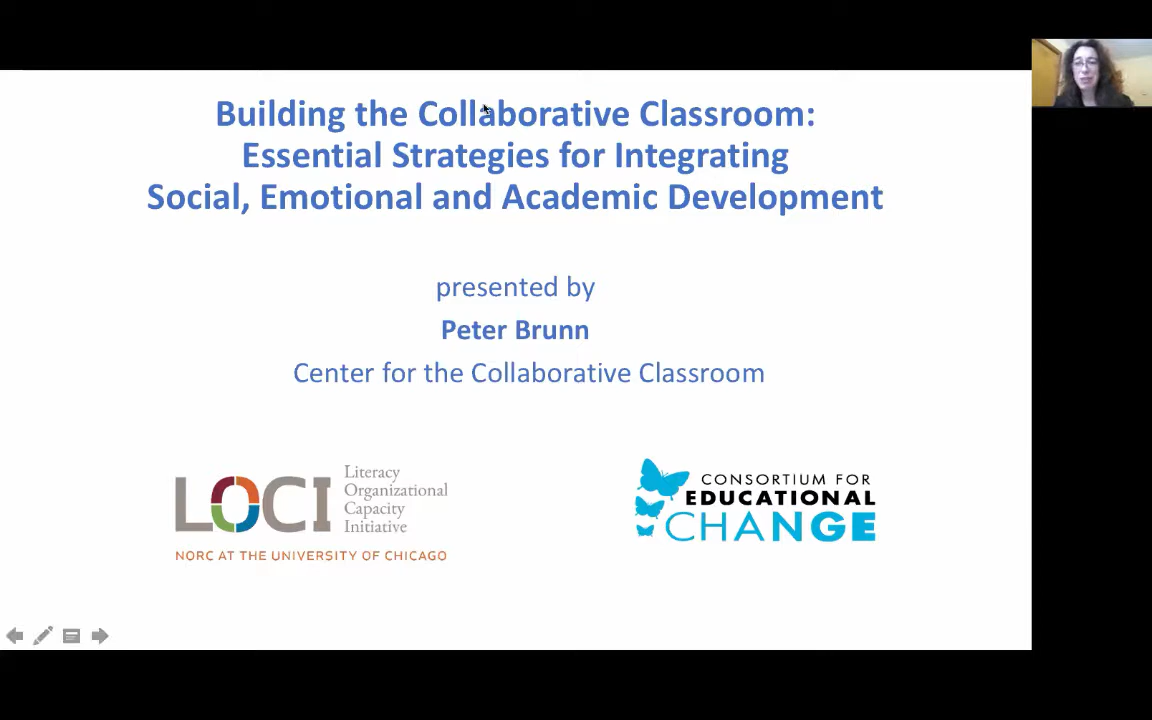 Building the Collaborative Classroom:
Essential Strategies for Integrating
Social, Emotional and Academic Development
presented by
Peter Brunn
Center for the Collaborative Classroom
LOCI
Literacy
Organizational
Capacity
Initiative
NORC AT THE UNIVERSITY OF CHICAGO
CONSORTIUM FOR
EDUCATIONAL
CHANGE